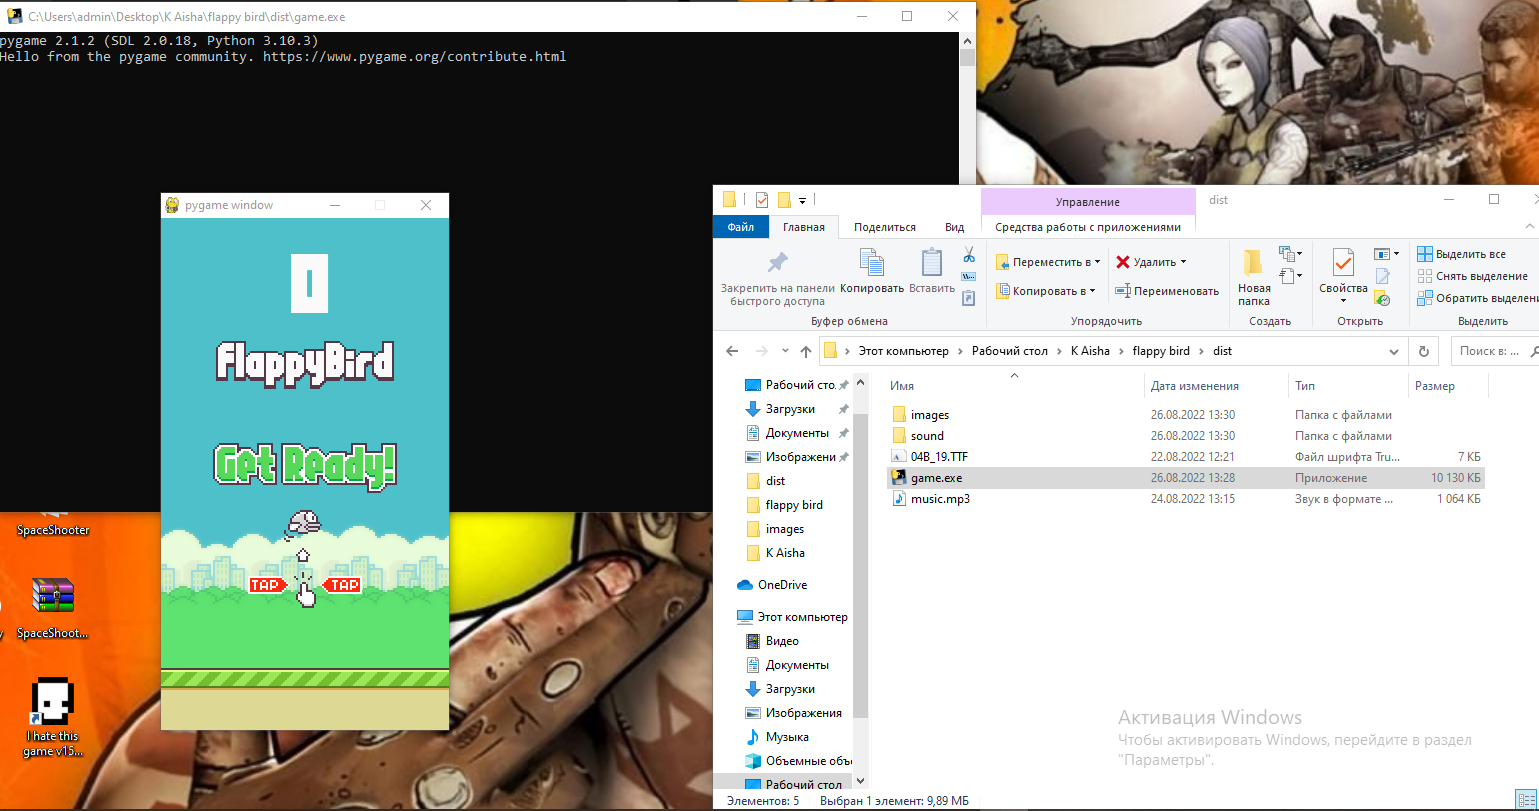 C:\Users\admin\Desktop\K Aisha\flappy bird\dist\game.exe
pygame 2.1.2 (SDL 2.0.18, Python 3.10.3)
Hello from the pygame community. https://www.pygame.org/contribute.html
pygame window
0
FlappyBird
Get Ready!
TAP TAP
SpaceShooter
SpaceShoot...
I hate this
game v15...
Управление
dist
Файл
Главная
Поделиться
Вид
Средства работы с приложениями
Закрепить на панели
быстрого доступа
Копировать
Вставить
Буфер обмена
Переместить в
Копировать в
Удалить
Переименовать
Упорядочить
Новая
папка
Создать
Свойства
Открыть
Выделить все
Снять выделение
Обратить выделен
Выделить
Этот компьютер › Рабочий стол › K Aisha › flappy bird › dist
Поиск в: ...
Рабочий сто.
Загрузки
Документы
Изображени
dist
flappy bird
images
K Aisha
OneDrive
Этот компьютер
Видео
Документы
Загрузки
Изображения
Музыка
Объемные объ
Рабочий стол
Имя Дата изменения Тип Размер
images 26.08.2022 13:30 Папка с файлами
sound 26.08.2022 13:30 Папка с файлами
04B_19.TTF 22.08.2022 12:21 Файл шрифта Tru... 7 КБ
game.exe 26.08.2022 13:28 Приложение 10 130 КБ
music.mp3 24.08.2022 13:15 Звук в формате ... 1 064 КБ
Активация Windows
Чтобы активировать Windows, перейдите в раздел
"Параметры".
Элементов: 5 Выбран 1 элемент: 9,89 МБ